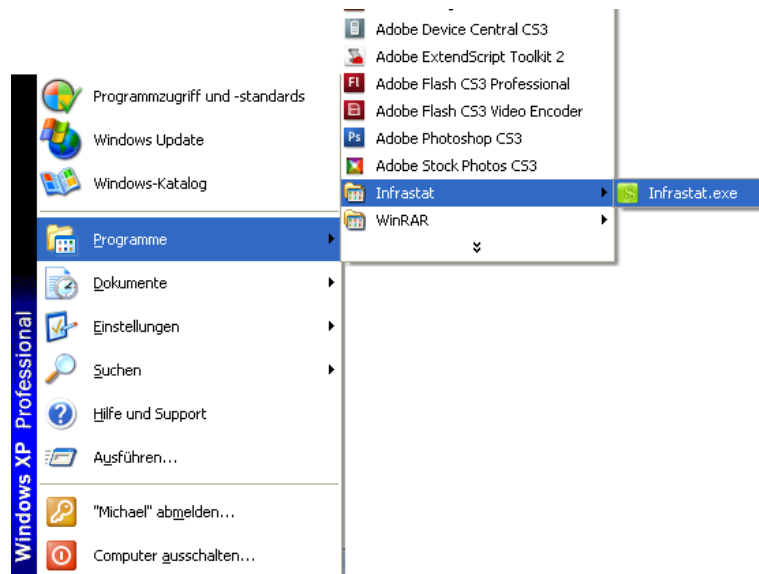 Adobe Device Central CS3
Adobe ExtendScript Toolkit 2
Fl Adobe Flash CS3 Professional
Adobe Flash CS3 Video Encoder
Ps Adobe Photoshop CS3
Adobe Stock Photos CS3
Infrastat
Infrastat.exe
WinRAR
Programmzugriff und -standards
Windows Update
Windows-Katalog
Programme
Dokumente
Einstellungen
Suchen
Hilfe und Support
Ausführen...
"Michael" abmelden...
Computer ausschalten...
Windows XP Professional